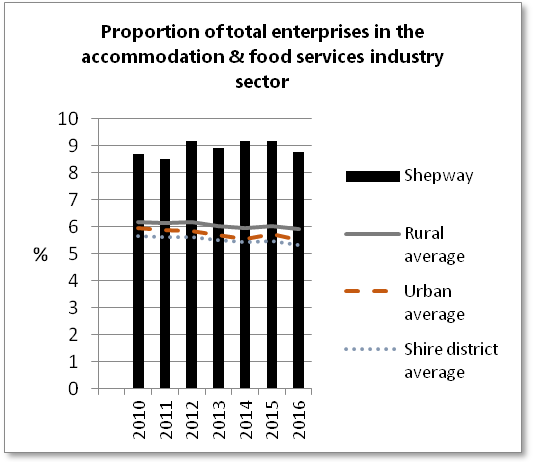 Proportion of total enterprises in the
accommodation & food services industry
sector
10
9
8
7
6
5
4
3
2
1
0
%
2010
2011
2012
2013
2014
2015
2016
Shepway
Rural
average
Urban
average
Shire district
average